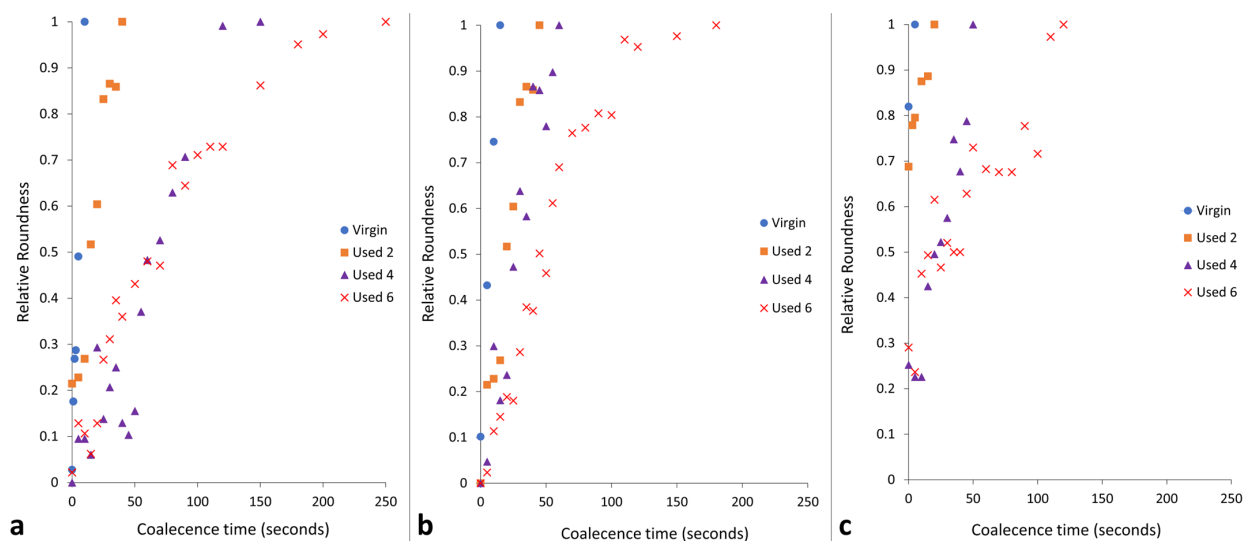 1
0.9
0.8
0.7
0.6
0.5
0.4
0.3
0.2
0.1
0
Relative Roundness
0 50 100 150 200 250
Coalecence time (seconds)
Virgin
Used 2
Used 4
Used 6
a
1
0.9
0.8
0.7
0.6
0.5
0.4
0.3
0.2
0.1
0
Relative Roundness
0 50 100 150 200 250
Coalecence time (seconds)
Virgin
Used 2
Used 4
Used 6
b
1
0.9
0.8
0.7
0.6
0.5
0.4
0.3
0.2
0.1
0
Relative Roundness
0 50 100 150 200 250
Coalecence time (seconds)
Virgin
Used 2
Used 4
Used 6
c